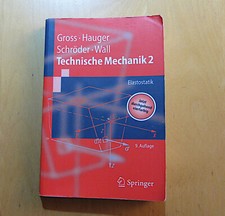 Gross · Hauger
Schröder · Wall
Technische Mechanik 2
Elastostatik
9. Auflage
Springer